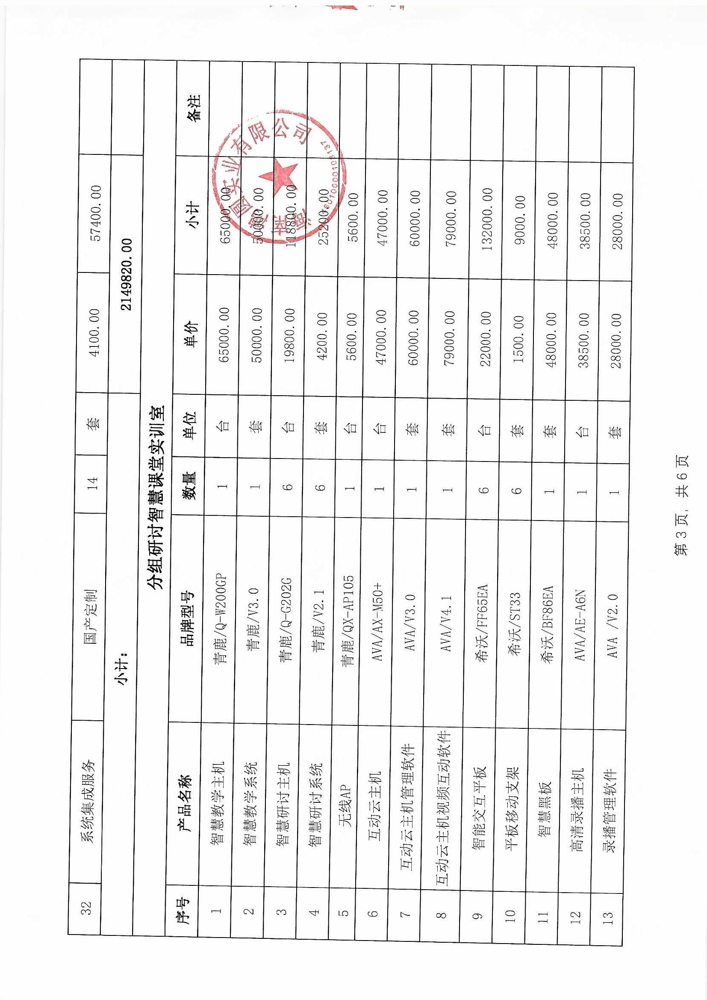 32 系统集成服务 国产定制 14 套 4100.00 57400.00
小计： 2149820.00
分组研讨智慧课堂实训室
序号 产品名称 品牌型号 数量 单位 单价 小计 备注
1 智慧教学主机 青鹿/Q-W200GP 1 台 65000.00 65000.00
2 智慧教学系统 青鹿/V3.0 1 套 50000.00 50000.00
3 智慧研讨主机 青鹿/Q-G202G 6 台 19800.00 118800.00
4 智慧研讨系统 青鹿/V2.1 6 套 4200.00 25200.00
5 无线AP 青鹿/QX-AP105 1 台 5600.00 5600.00
6 互动云主机 AVA/AX-M50+ 1 台 47000.00 47000.00
7 互动云主机管理软件 AVA/V3.0 1 套 60000.00 60000.00
8 互动云主机视频互动软件 AVA/V4.1 1 套 79000.00 79000.00
9 智能交互平板 希沃/FF65EA 6 台 22000.00 132000.00
10 平板移动支架 希沃/ST33 6 套 1500.00 9000.00
11 智慧黑板 希沃/BF86EA 1 套 48000.00 48000.00
12 高清录播主机 AVA/AE-A6N 1 台 38500.00 38500.00
13 录播管理软件 AVA /V2.0 1 套 28000.00 28000.00
海南 圆实业有限公司
第 3 页, 共 6 页